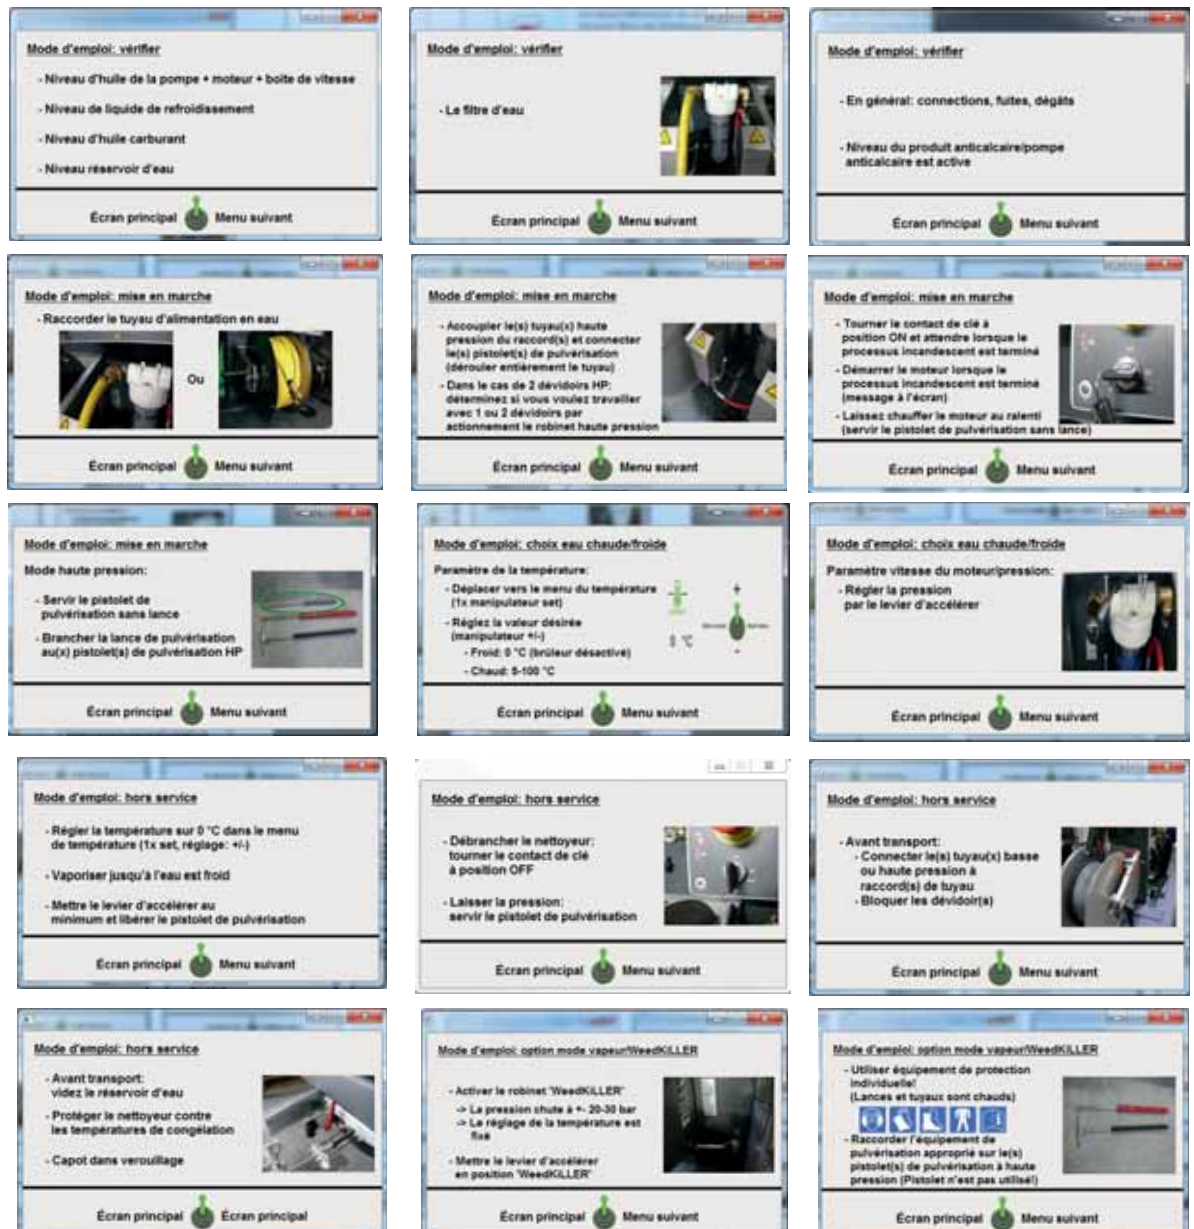 Mode d'emploi: vérifier
- Niveau d'huile de la pompe + moteur + boite de vitesse
- Niveau de liquide de refroidissement
- Niveau d'huile carburant
- Niveau réservoir d'eau
Écran principal Menu suivant
Mode d'emploi: vérifier
- Le filtre d'eau
Écran principal Menu suivant
Mode d'emploi: vérifier
- En général: connections, fuites, dégâts
- Niveau du produit anticalcaire/pompe
anticalcaire est active
Écran principal Menu suivant
Mode d'emploi: mise en marche
- Raccorder le tuyau d'alimentation en eau
Ou
Écran principal Menu suivant
Mode d'emploi: mise en marche
- Accoupler le(s) tuyau(x) haute
pression du raccord(s) et connecter
le(s) pistolet(s) de pulvérisation
(dérouler entièrement le tuyau)
- Dans le cas de 2 dévidoirs HP:
déterminez si vous voulez travailler
avec 1 ou 2 dévidoirs par
actionnement le robinet haute pression
Écran principal Menu suivant
Mode d'emploi: mise en marche
- Tourner le contact de clé à
position ON et attendre lorsque le
processus incandescent est terminé
- Démarrer le moteur lorsque le
processus incandescent est terminé
(message à l'écran)
- Laissez chauffer le moteur au ralenti
(servir le pistolet de pulvérisation sans lance)
Écran principal Menu suivant
Mode d'emploi: mise en marche
Mode haute pression:
- Servir le pistolet de
pulvérisation sans lance
- Brancher la lance de pulvérisation
au(x) pistolet(s) de pulvérisation HP
Écran principal Menu suivant
Mode d'emploi: choix eau chaude/froide
Paramètre de la température:
- Déplacer vers le menu du température
(1x manipulateur set)
- Réglez la valeur désirée
(manipulateur +/-)
- Froid: 0 °C (brûleur désactivé)
- Chaud: 5-100 °C
+
0 °C
-
Écran principal Menu suivant
Mode d'emploi: choix eau chaude/froide
Paramètre vitesse du moteur/pression:
- Régler la pression
par le levier d'accélérer
Écran principal Menu suivant
Mode d'emploi: hors service
- Régler la température sur 0 °C dans le menu
de température (1x set, réglage: +/-)
- Vaporiser jusqu'à l'eau est froid
- Mettre le levier d'accélérer au
minimum et libérer le pistolet de pulvérisation
Écran principal Menu suivant
Mode d'emploi: hors service
- Débrancher le nettoyeur:
tourner le contact de clé
à position OFF
- Laisser la pression:
servir le pistolet de pulvérisation
Écran principal Menu suivant
Mode d'emploi: hors service
- Avant transport:
- Connecter le(s) tuyau(x) basse
ou haute pression à
raccord(s) de tuyau
- Bloquer les dévidoir(s)
Écran principal Menu suivant
Mode d'emploi: hors service
- Avant transport:
videz le réservoir d'eau
- Protéger le nettoyeur contre
les températures de congélation
- Capot dans verouillage
Écran principal Écran principal
Mode d'emploi: option mode vapeur/WeedKiLLER
- Activer le robinet 'WeedKiLLER'
-> La pression chute à +- 20-30 bar
-> Le réglage de la température est
fixé
- Mettre le levier d'accélérer
en position 'WeedKiLLER'
Écran principal Menu suivant
Mode d'emploi: option mode vapeur/WeedKiLLER
- Utiliser équipement de protection
individuelle!
(Lances et tuyaux sont chauds)
- Raccorder l'équipement de
pulvérisation approprié sur le(s)
pistolet(s) de pulvérisation à haute
pression (Pistolet n'est pas utilisé!)
Écran principal Menu suivant